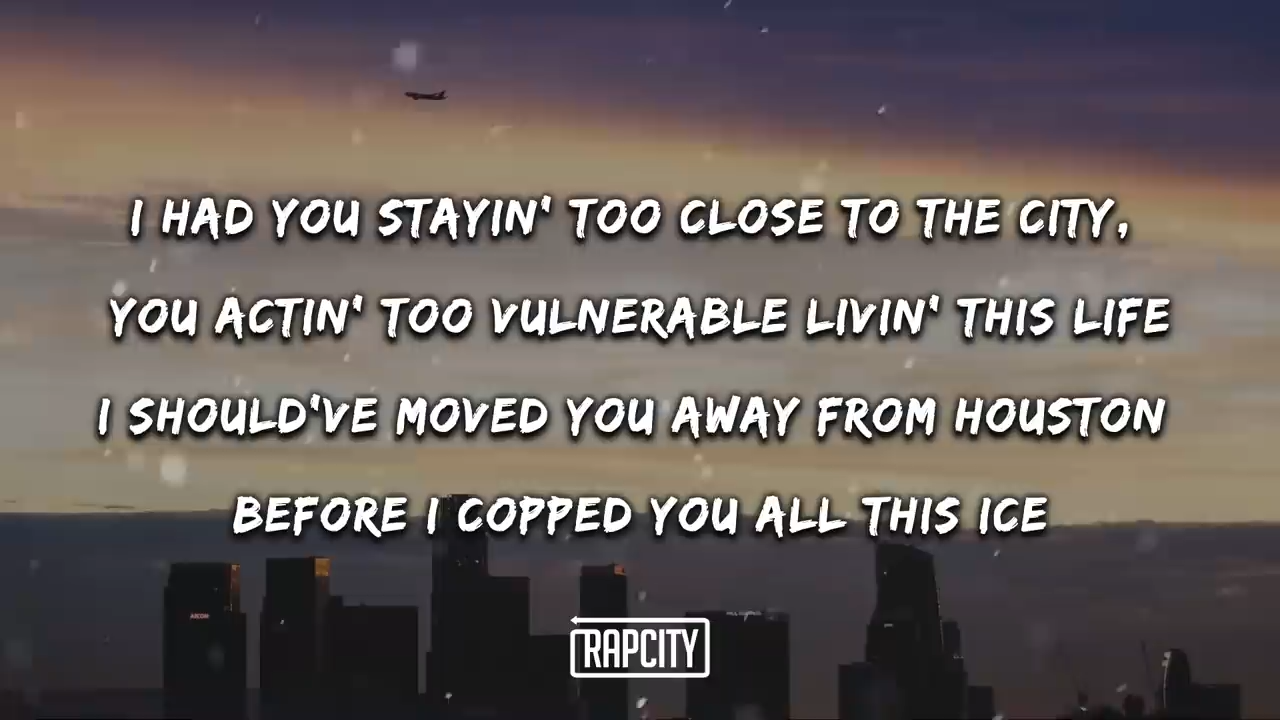 I HAD YOU STAYIN' TOO CLOSE TO THE CITY,
YOU ACTIN' TOO VULNERABLE LIVIN' THIS LIFE
I SHOULD'VE MOVED YOU AWAY FROM HOUSTON
BEFORE I COPPED YOU ALL THIS ICE
RAPCITY